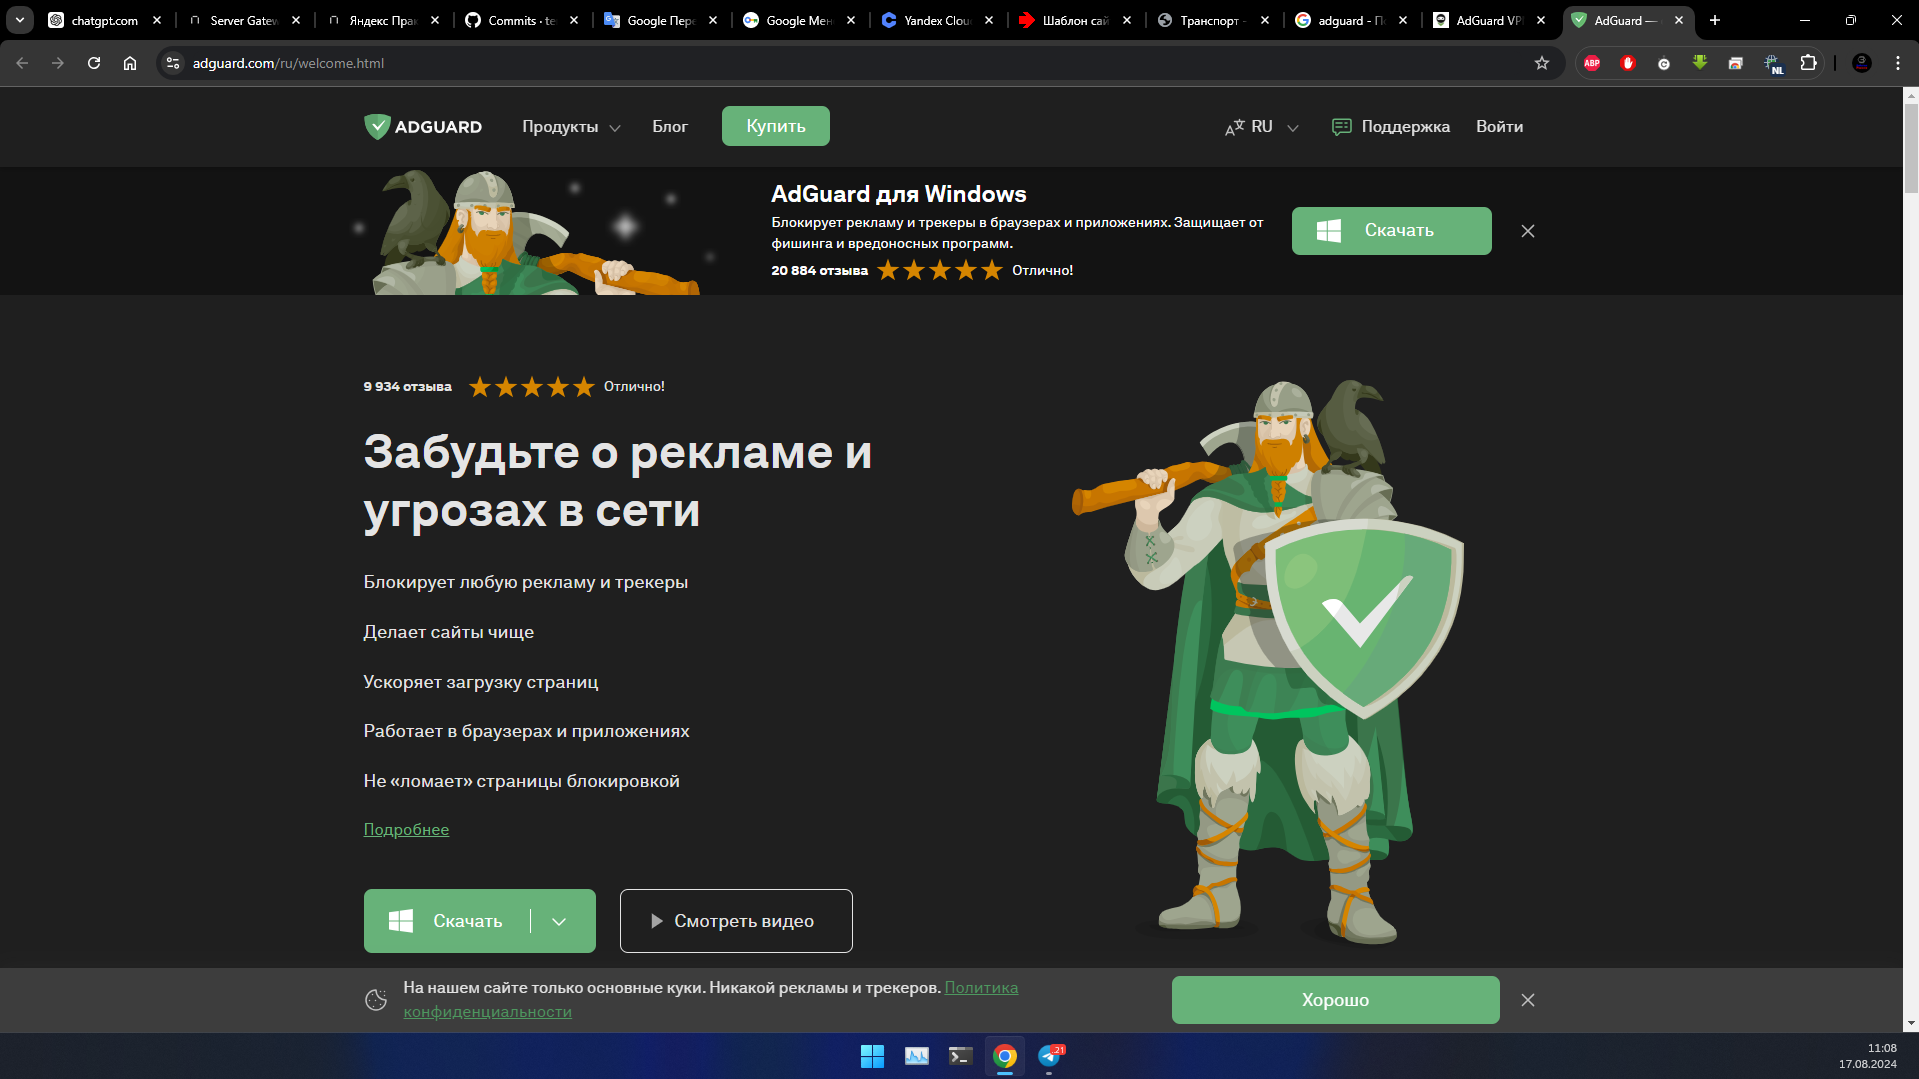 chatgpt.com
Server Gatew
Яндекс Прак
Commits · te
Google Пере
Google Мен
Yandex Clou
Шаблон сай
Транспорт -
adguard - П
AdGuard VP
AdGuard —
adguard.com/ru/welcome.html
ABP
NL
ADGUARD
Продукты
Блог
Купить
RU
Поддержка
Войти
AdGuard для Windows
Блокирует рекламу и трекеры в браузерах и приложениях. Защищает от
фишинга и вредоносных программ.
20 884 отзыва
Отлично!
Скачать
9 934 отзыва
Отлично!
Забудьте о рекламе и
угрозах в сети
Блокирует любую рекламу и трекеры
Делает сайты чище
Ускоряет загрузку страниц
Работает в браузерах и приложениях
Не «ломает» страницы блокировкой
Подробнее
Скачать
Смотреть видео
На нашем сайте только основные куки. Никакой рекламы и трекеров. Политика
конфиденциальности
Хорошо
11:08
17.08.2024